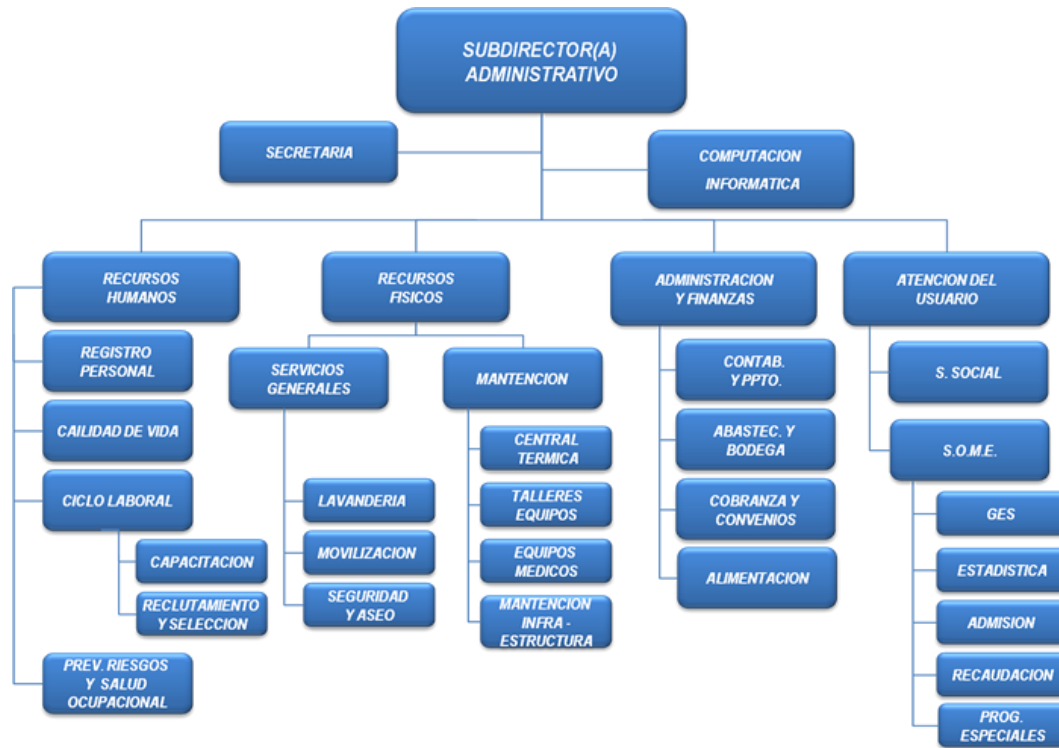 SUBDIRECTOR(A)
ADMINISTRATIVO
SECRETARIA
COMPUTACION
INFORMATICA
RECURSOS
HUMANOS
RECURSOS
FISICOS
ADMINISTRACION
Y FINANZAS
ATENCION DEL
USUARIO
REGISTRO
PERSONAL
CAILIDAD DE VIDA
CICLO LABORAL
CAPACITACION
RECLUTAMIENTO
Y SELECCION
PREV. RIESGOS
Y SALUD
OCUPACIONAL
SERVICIOS
GENERALES
LAVANDERIA
MOVILIZACION
SEGURIDAD
Y ASEO
MANTENCION
CENTRAL
TERMICA
TALLERES
EQUIPOS
EQUIPOS
MEDICOS
MANTENCION
INFRA -
ESTRUCTURA
CONTAB.
Y PPTO.
ABASTEC. Y
BODEGA
COBRANZA Y
CONVENIOS
ALIMENTACION
S. SOCIAL
S.O.M.E.
GES
ESTADISTICA
ADMISION
RECAUDACION
PROG.
ESPECIALES